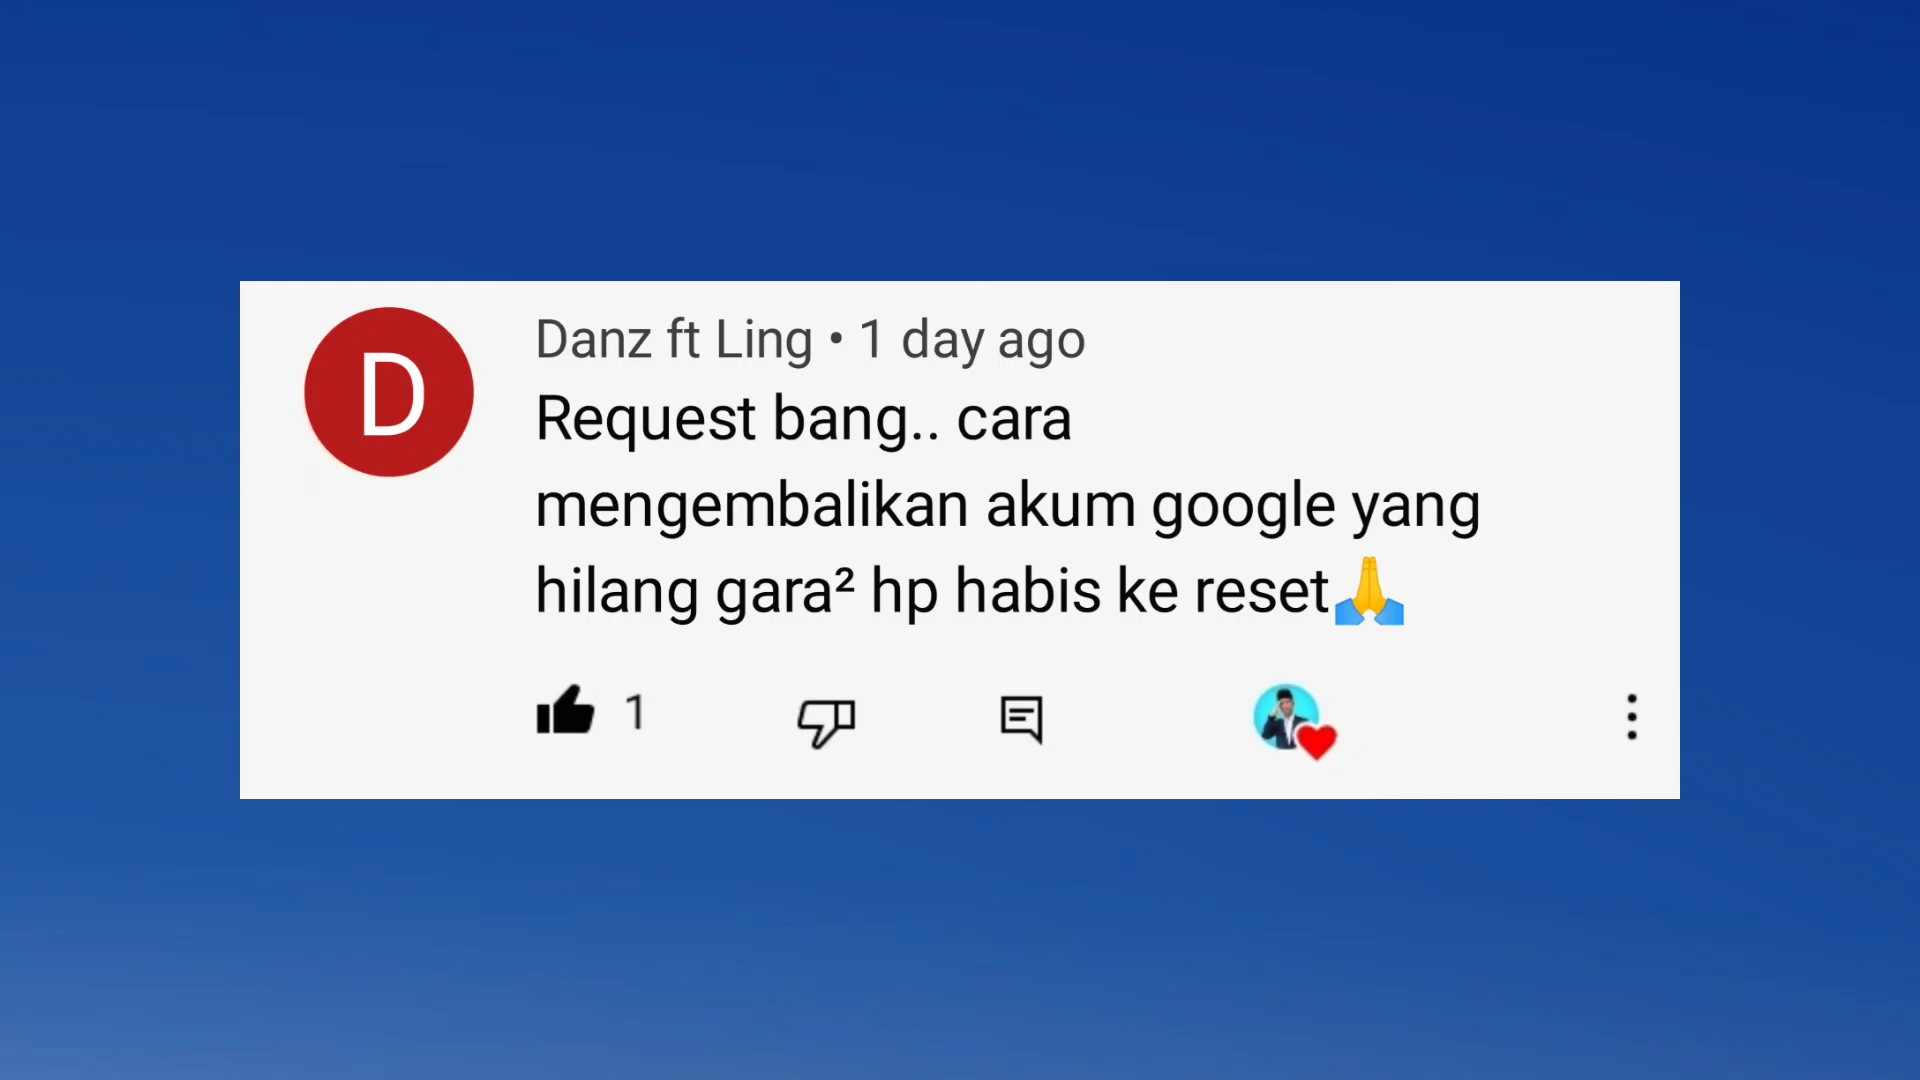 D
Danz ft Ling • 1 day ago
Request bang.. cara
mengembalikan akum google yang
hilang gara² hp habis ke reset🙏
1